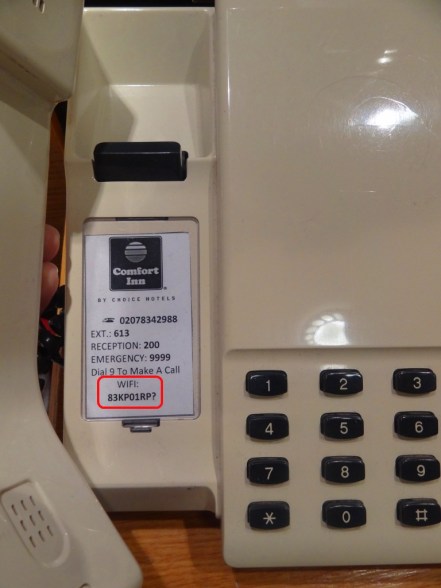 Comfort
Inn
BY CHOICE HOTELS
02078342988
EXT.: 613
RECEPTION: 200
EMERGENCY: 9999
Dial 9 To Make A Call
WIFI:
83KP01RP?
1 2 3
4 5 6
7 8 9
* 0 #